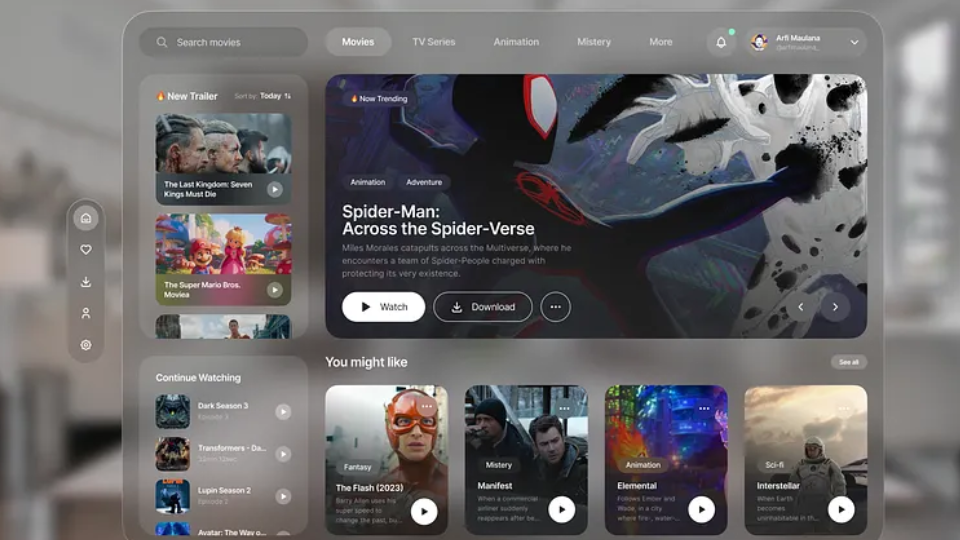 Search movies
Movies
TV Series
Animation
Mistery
More
Arfi Maulana
🔥New Trailer
Sort by: Today
The Last Kingdom: Seven
Kings Must Die
The Super Mario Bros.
Moviea
🔥Now Trending
Animation
Adventure
Spider-Man:
Across the Spider-Verse
Miles Morales catapults across the Multiverse, where he
encounters a team of Spider-People charged with
protecting its very existence.
Watch
Download
Continue Watching
Dark Season 3
Episode
Transformers - Da...
Lupin Season 2
Episode
Avatar: The Way o...
You might like
See all
Fantasy
The Flash (2023)
Barry Allen uses his
super speed to
change the past, bu...
Mistery
Manifest
When a commercial
airliner suddenly
reappears after be...
Animation
Elemental
Follows Ember and
Wade, in a city
where fire-, water-...
Sci-fi
Interstellar
When Earth
becomes
uninhabitable in th...